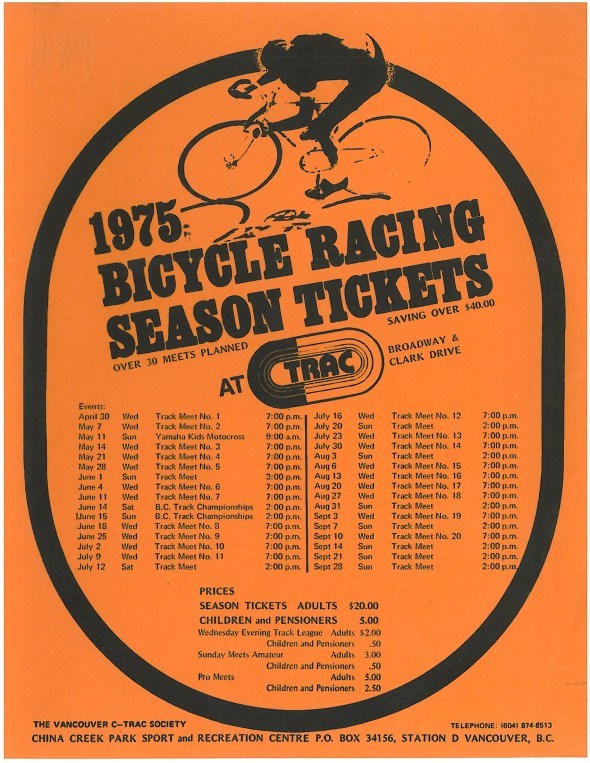 1975
BICYCLE RACING
SEASON TICKETS
OVER 30 MEETS PLANNED
SAVING OVER $40.00
AT TRAC
BROADWAY &
CLARK DRIVE
Events:
April 30 Wed Track Meet No. 1 7:00 p.m.
May 7 Wed Track Meet No. 2 7:00 p.m.
May 11 Sun Yamaha Kids Motocross 9:00 a.m.
May 14 Wed Track Meet No. 3 7:00 p.m.
May 21 Wed Track Meet No. 4 7:00 p.m.
May 28 Wed Track Meet No. 5 7:00 p.m.
June 1 Sun Track Meet 3:00 p.m.
June 4 Wed Track Meet No. 6 7:00 p.m.
June 11 Wed Track Meet No. 7 7:00 p.m.
June 14 Sat B.C. Track Championships 2:00 p.m.
June 15 Sun B.C. Track Championships 2:00 p.m.
June 18 Wed Track Meet No. 8 7:00 p.m.
June 25 Wed Track Meet No. 9 7:00 p.m.
July 2 Wed Track Meet No. 10 7:00 p.m.
July 9 Wed Track Meet No. 11 7:00 p.m.
July 12 Sat Track Meet 2:00 p.m.
July 16 Wed Track Meet No. 12 7:00 p.m.
July 20 Sun Track Meet 2:00 p.m.
July 23 Wed Track Meet No. 13 7:00 p.m.
July 30 Wed Track Meet No. 14 7:00 p.m.
Aug 3 Sun Track Meet 2:00 p.m.
Aug 6 Wed Track Meet No. 15 7:00 p.m.
Aug 13 Wed Track Meet No. 16 7:00 p.m.
Aug 20 Wed Track Meet No. 17 7:00 p.m.
Aug 27 Wed Track Meet No. 18 7:00 p.m.
Aug 31 Sun Track Meet 2:00 p.m.
Sept 3 Wed Track Meet No. 19 7:00 p.m.
Sept 7 Sun Track Meet 2:00 p.m.
Sept 10 Wed Track Meet No. 20 7:00 p.m.
Sept 14 Sun Track Meet 2:00 p.m.
Sept 21 Sun Track Meet 2:00 p.m.
Sept 28 Sun Track Meet 2:00 p.m.
PRICES
SEASON TICKETS ADULTS $20.00
CHILDREN and PENSIONERS 5.00
Wednesday Evening Track League Adults $2.00
Children and Pensioners .50
Sunday Meets Amateur Adults 3.00
Children and Pensioners .50
Pro Meets Adults 5.00
Children and Pensioners 2.50
THE VANCOUVER C-TRAC SOCIETY
TELEPHONE: (604) 874-8513
CHINA CREEK PARK SPORT and RECREATION CENTRE P.O. BOX 34156, STATION D VANCOUVER, B.C.